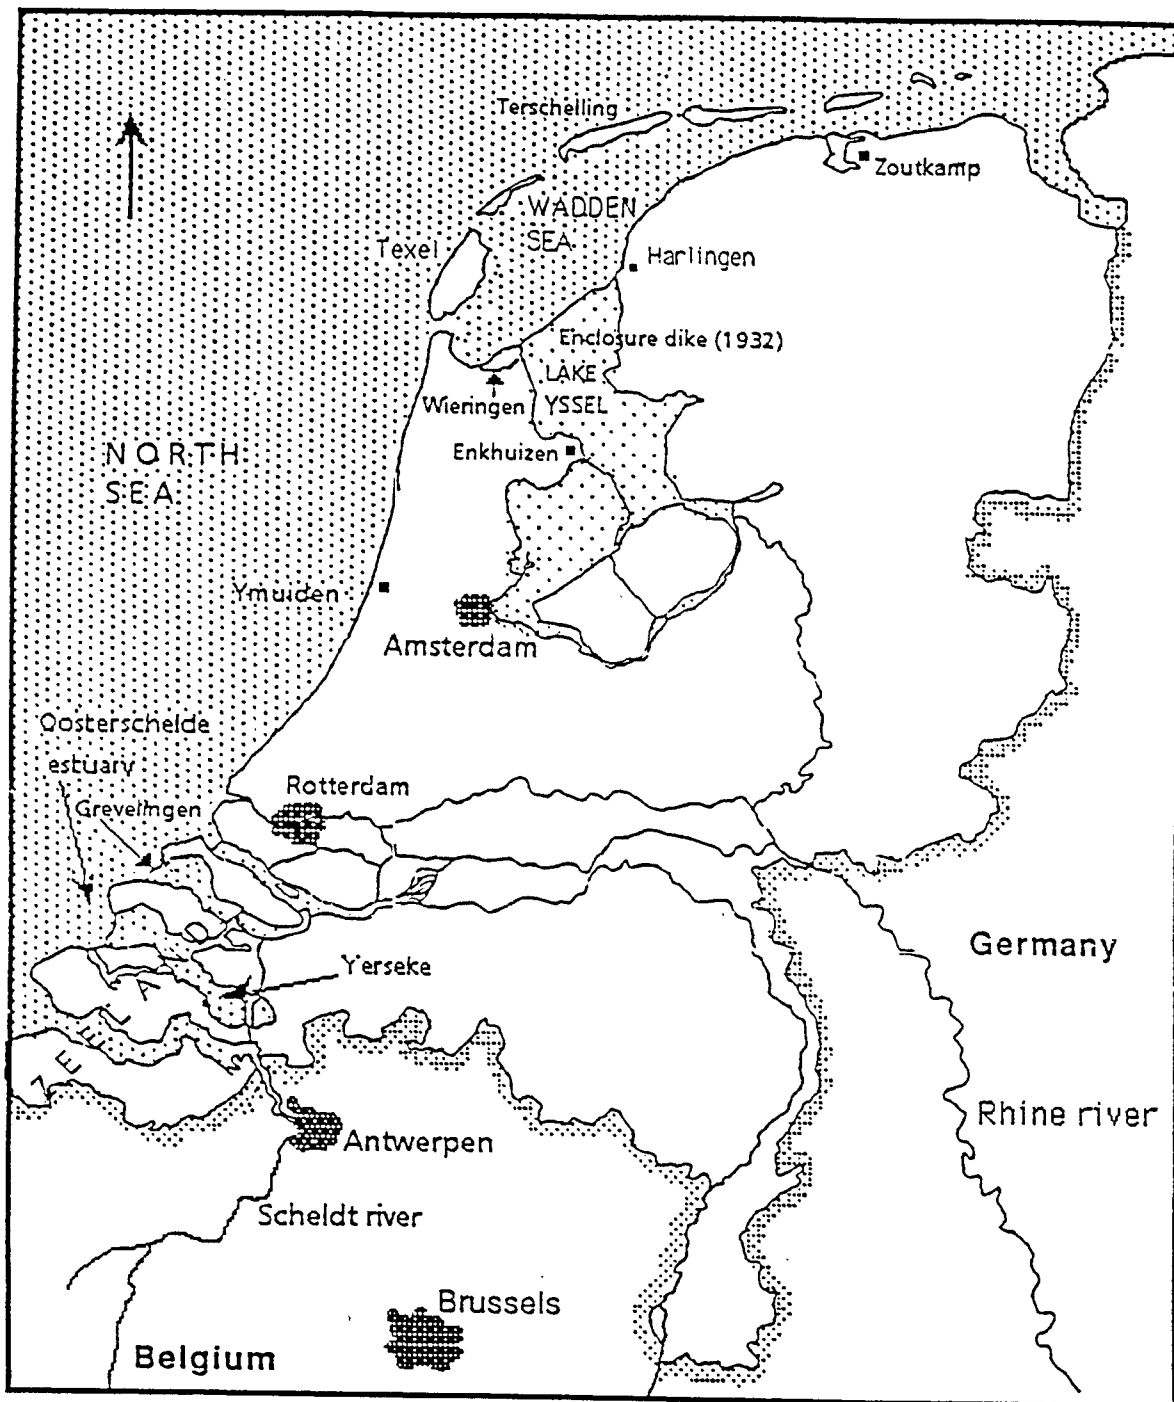 Terschelling
Zoutkamp
WADDEN
SEA
Texel
Harlingen
Enclosure dike (1932)
LAKE
YSSEL
Wieringen
Enkhuizen
NORTH
SEA
Ymuiden
Amsterdam
Oosterschelde
estuary
Grevelingen
Rotterdam
Yerseke
Germany
ZEELA
Rhine river
Antwerpen
Scheldt river
Brussels
Belgium